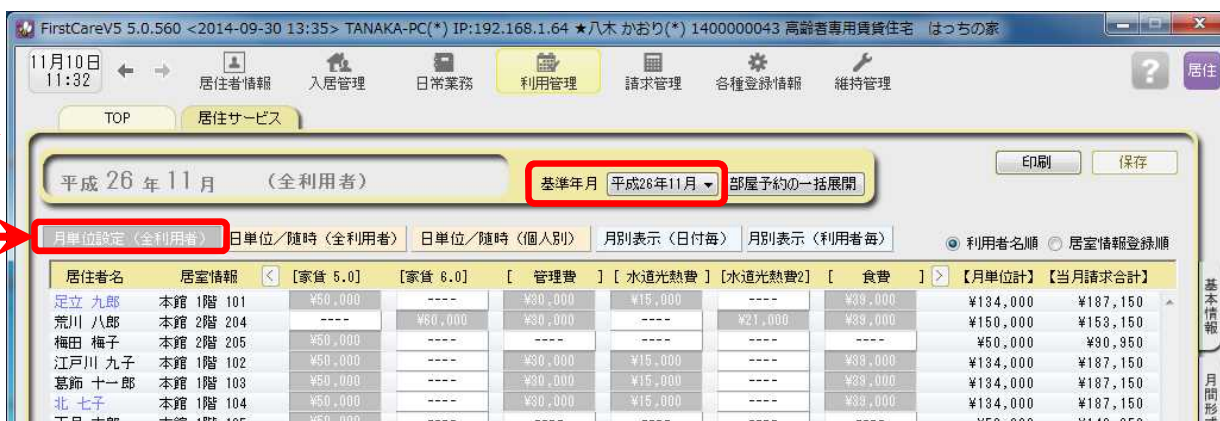 FirstCareV5 5.0.560 <2014-09-30 13:35> TANAKA-PC(*) IP:192.168.1.64 ★八木 かおり(*) 1400000043 高齢者専用賃貸住宅 はっちの家
11月10日
11:32
居住者情報 入居管理 日常業務 利用管理 請求管理 各種登録情報 維持管理
? 居住
TOP 居住サービス
平成 26 年 11 月 (全利用者)
基準年月 平成26年11月 部屋予約の一括展開
印刷 保存
月単位設定(全利用者) 日単位/随時(全利用者) 日単位/随時(個人別) 月別表示(日付毎) 月別表示(利用者毎) 利用者名順 居室情報登録順
居住者名 居室情報 < [家賃 5.0] [家賃 6.0] [ 管理費 ] [ 水道光熱費 ] [水道光熱費2] [ 食費 ] > 【月単位計】 【当月請求合計】
足立 九郎 本館 1階 101 ¥50,000 ---- ¥30,000 ¥15,000 ---- ¥39,000 ¥134,000 ¥187,150
荒川 八郎 本館 2階 204 ---- ¥60,000 ¥30,000 ---- ¥21,000 ¥39,000 ¥150,000 ¥153,150
梅田 梅子 本館 2階 205 ¥50,000 ---- ---- ---- ---- ---- ¥50,000 ¥90,950
江戸川 九子 本館 1階 102 ¥50,000 ---- ¥30,000 ¥15,000 ---- ¥39,000 ¥134,000 ¥187,150
葛飾 十一郎 本館 1階 103 ¥50,000 ---- ¥30,000 ¥15,000 ---- ¥39,000 ¥134,000 ¥187,150
北 七子 本館 1階 104 ¥50,000 ---- ¥30,000 ¥15,000 ---- ¥39,000 ¥134,000 ¥187,150
基本情報
月間形